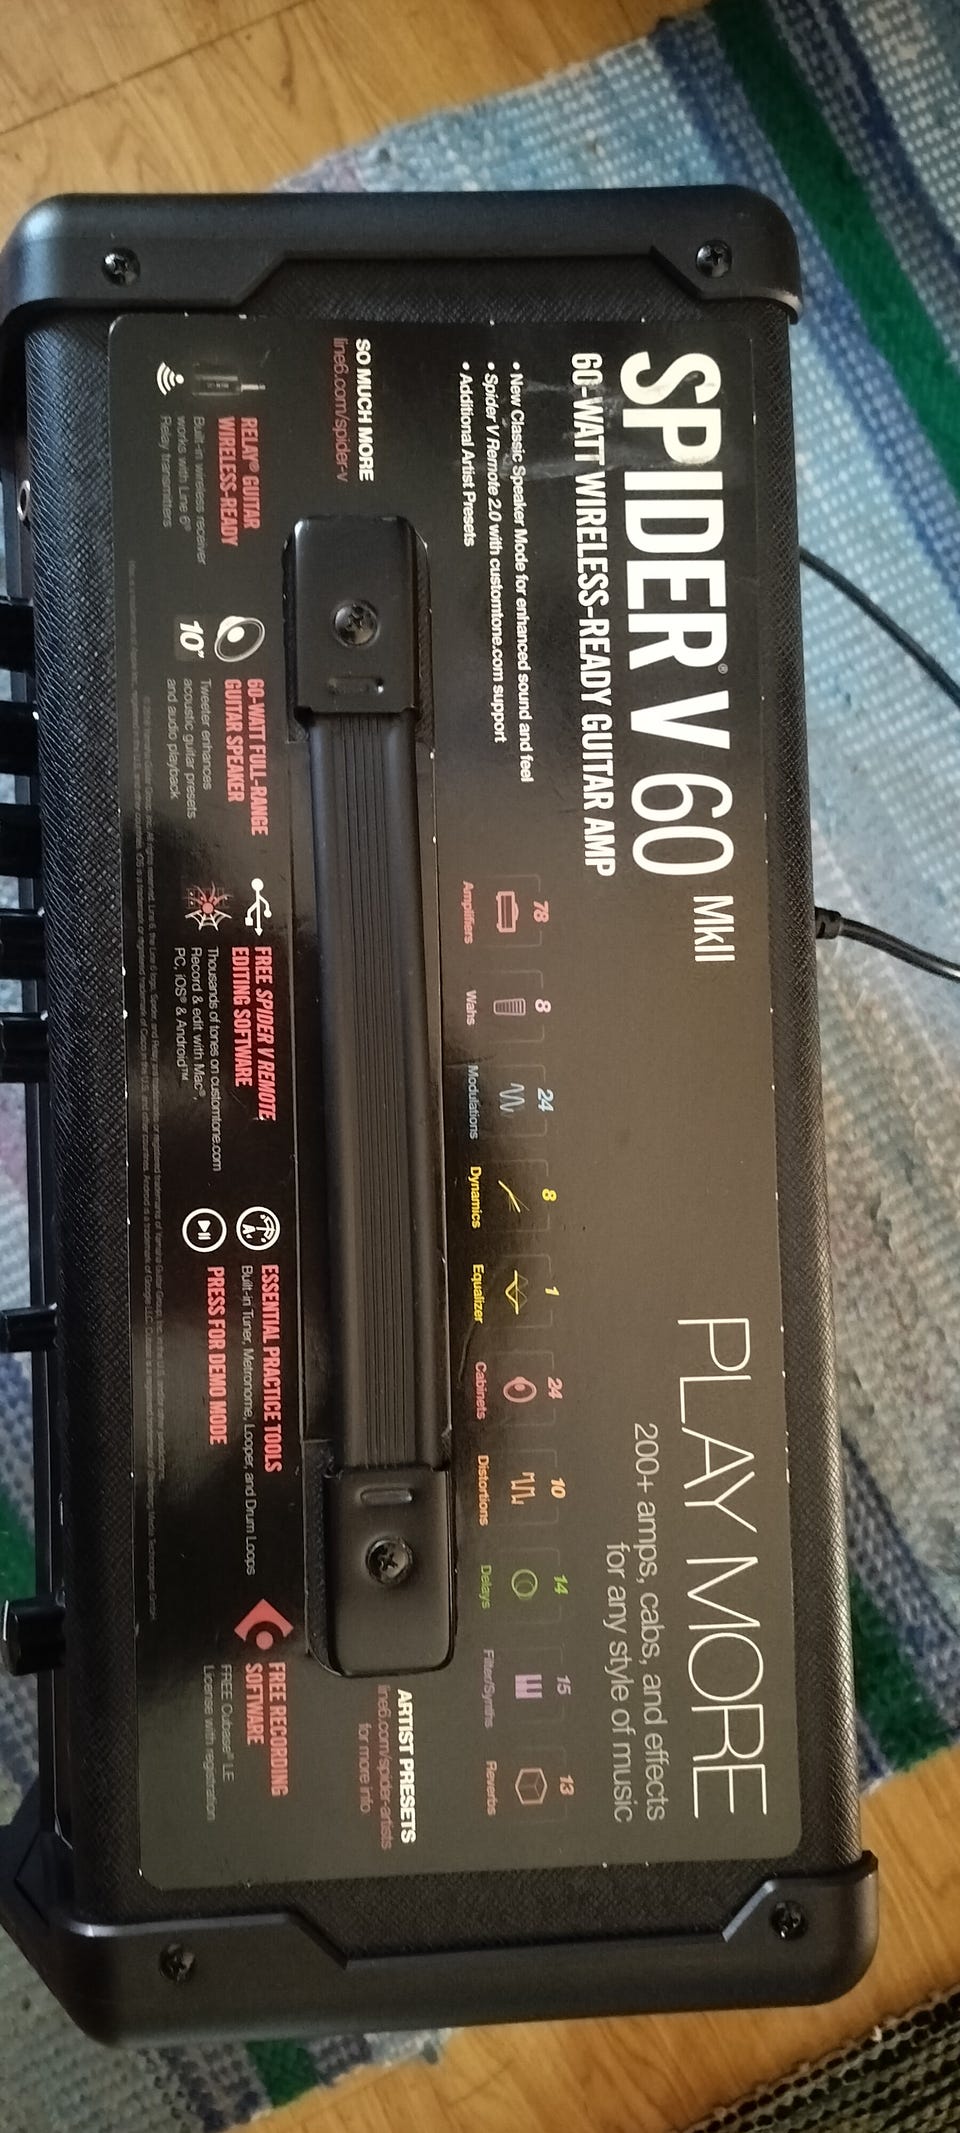 SPIDER® V 60 MkII
60-WATT WIRELESS-READY GUITAR AMP
• New Classic Speaker Mode for enhanced sound and feel
• Spider V Remote 2.0 with customtone.com support
• Additional Artist Presets
PLAY MORE
200+ amps, cabs, and effects
for any style of music
78
Amplifiers
8
Wahs
24
Modulations
8
Dynamics
1
Equalizer
24
Cabinets
10
Distortions
14
Delays
15
Filter/Synths
13
Reverbs
SO MUCH MORE
line6.com/spider-v
ARTIST PRESETS
line6.com/spider-artists
for more info
RELAY® GUITAR
WIRELESS-READY
Built-in wireless receiver
works with Line 6®
Relay transmitters
10"
60-WATT FULL-RANGE
GUITAR SPEAKER
Tweeter enhances
acoustic guitar presets
and audio playback
FREE SPIDER V REMOTE
EDITING SOFTWARE
Thousands of tones on customtone.com
Record & edit with Mac®,
PC, iOS® & Android™
A
ESSENTIAL PRACTICE TOOLS
Built-in Tuner, Metronome, Looper, and Drum Loops
PRESS FOR DEMO MODE
FREE RECORDING
SOFTWARE
FREE Cubase® LE
License with registration